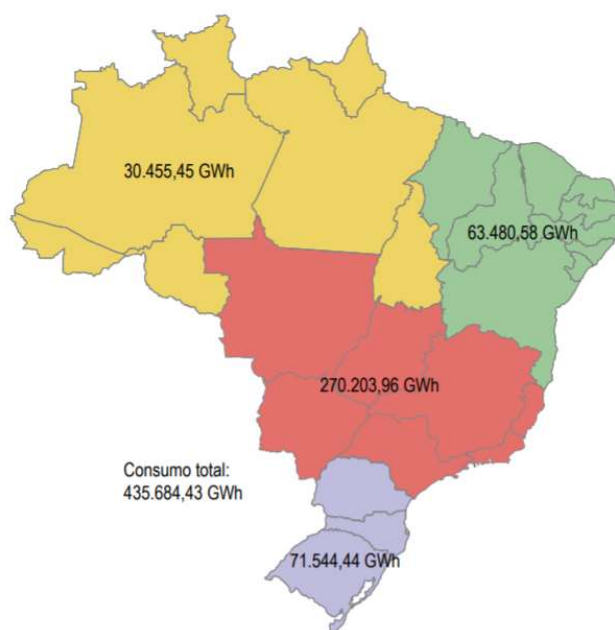 30.455,45 GWh
63.480,58 GWh
270.203,96 GWh
Consumo total:
435.684,43 GWh
71.544,44 GWh